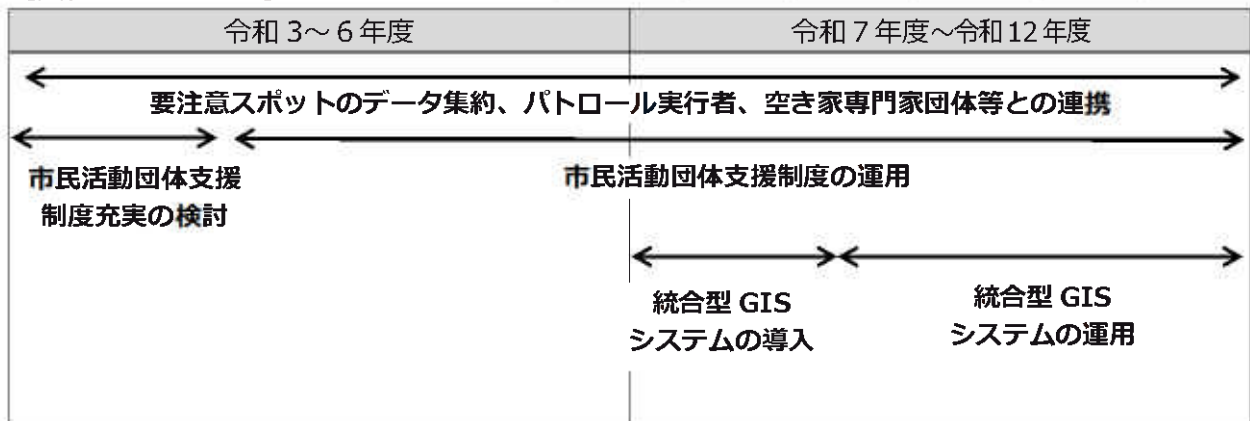 令和 3～6 年度
令和 7 年度～令和 12 年度
要注意スポットのデータ集約、パトロール実行者、空き家専門家団体等との連携
市民活動団体支援
制度充実の検討
市民活動団体支援制度の運用
統合型 GIS
システムの導入
統合型 GIS
システムの運用